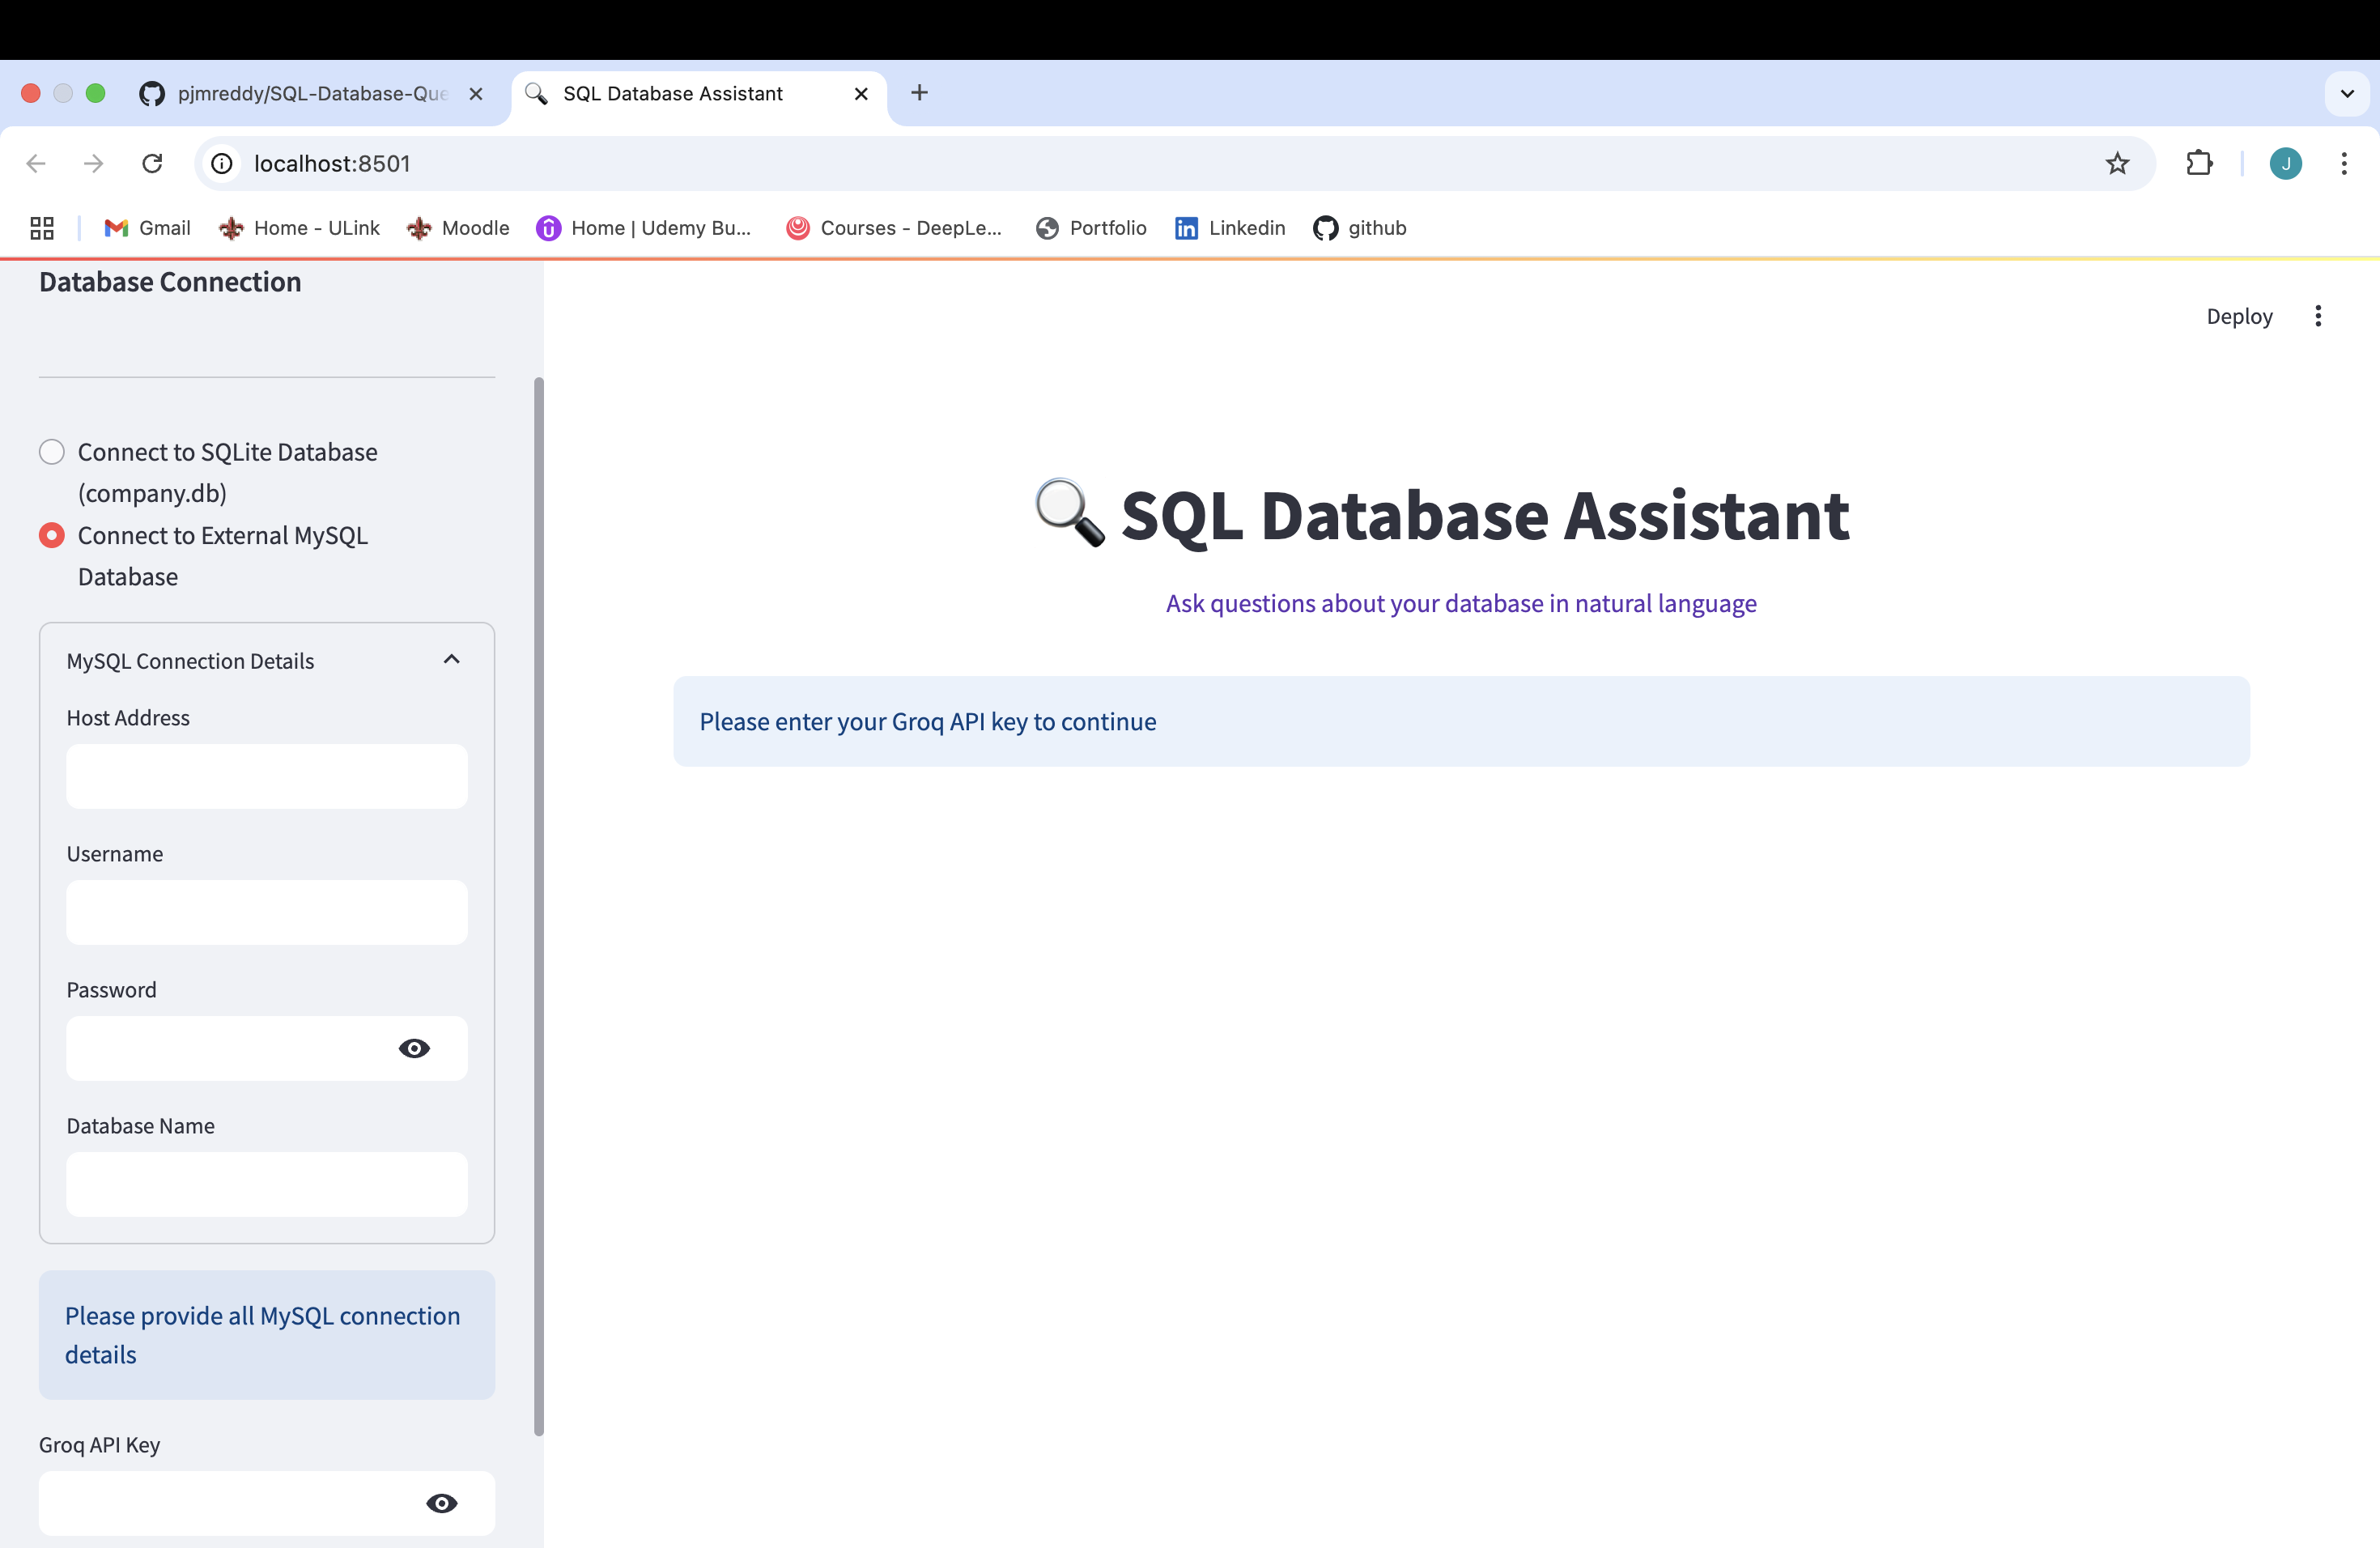 pjmreddy/SQL-Database-Que
SQL Database Assistant
localhost:8501
J
Gmail
Home - ULink
Moodle
Home | Udemy Bu...
Courses - DeepLe...
Portfolio
Linkedin
github
Database Connection
Connect to SQLite Database
(company.db)
Connect to External MySQL
Database
MySQL Connection Details
Host Address
Username
Password
Database Name
Please provide all MySQL connection
details
Groq API Key
Deploy
SQL Database Assistant
Ask questions about your database in natural language
Please enter your Groq API key to continue